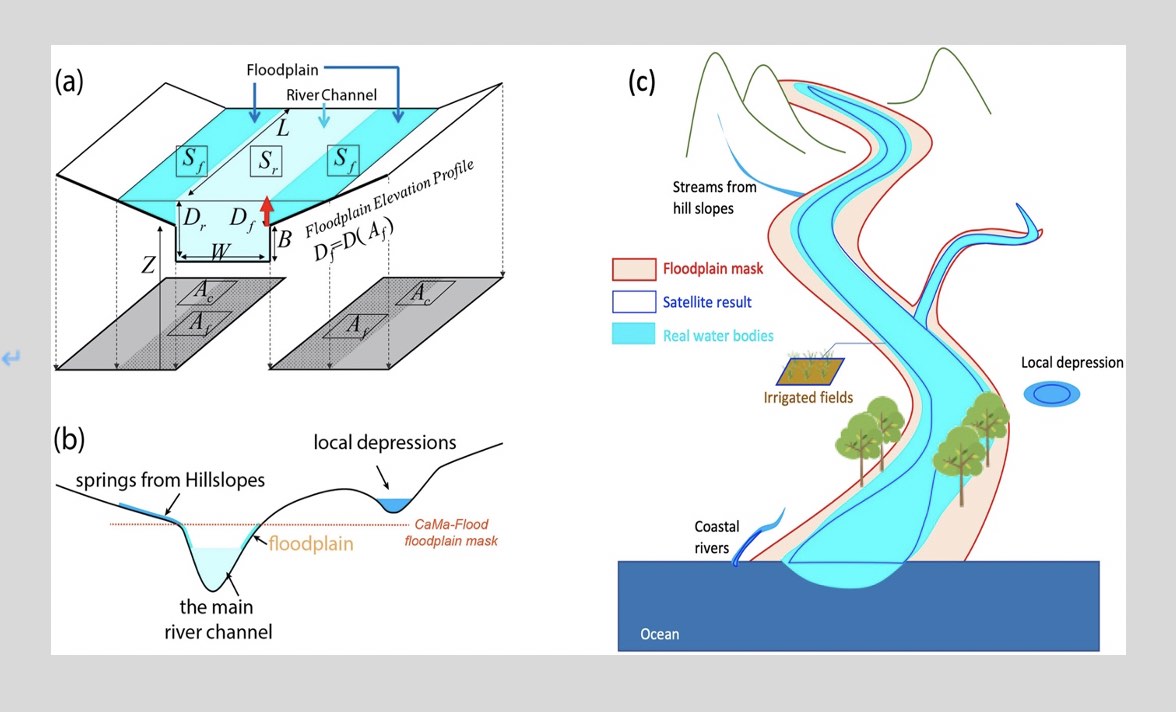 (a)
Floodplain
River Channel
L
S_f
S_r
S_f
D_r
D_f
B
W
Z
Floodplain Elevation Profile
D_f=D(A_f)
A_c
A_f
A_c
A_f
(b)
local depressions
springs from Hillslopes
CaMa-Flood
floodplain mask
floodplain
the main
river channel
(c)
Streams from
hill slopes
Floodplain mask
Satellite result
Real water bodies
Local depression
Irrigated fields
Coastal
rivers
Ocean